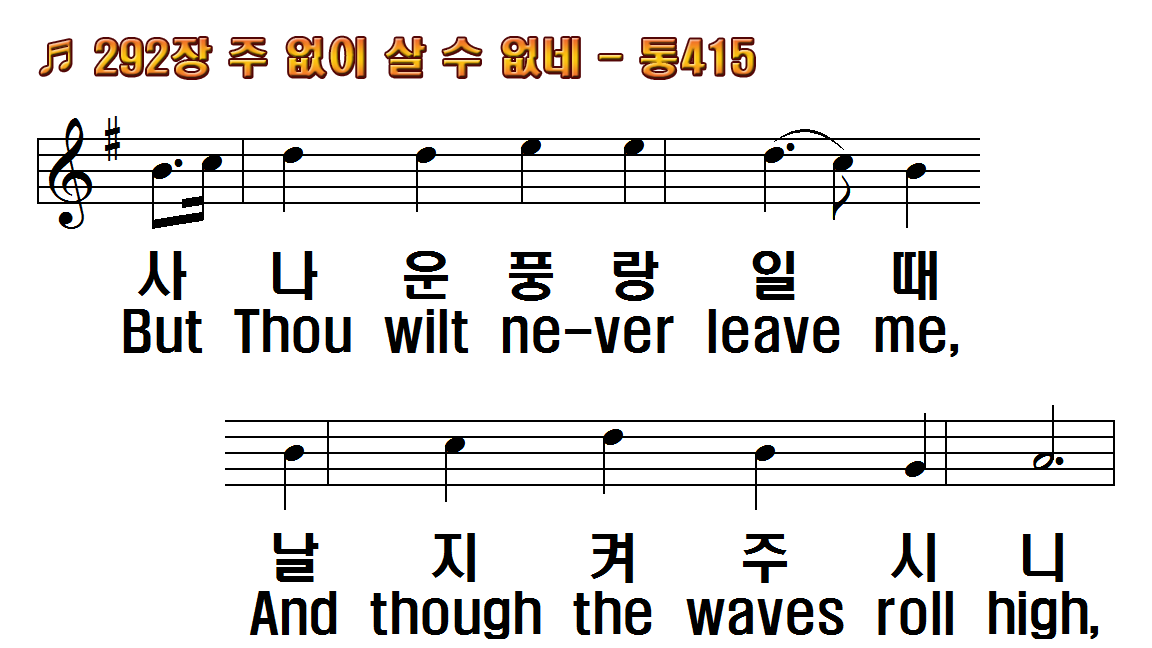 ♬ 292장 주 없이 살 수 없네 - 통415
사 나 운 풍 랑 일 때
But Thou wilt ne-ver leave me,
날 지 켜 주 시 니
And though the waves roll high,